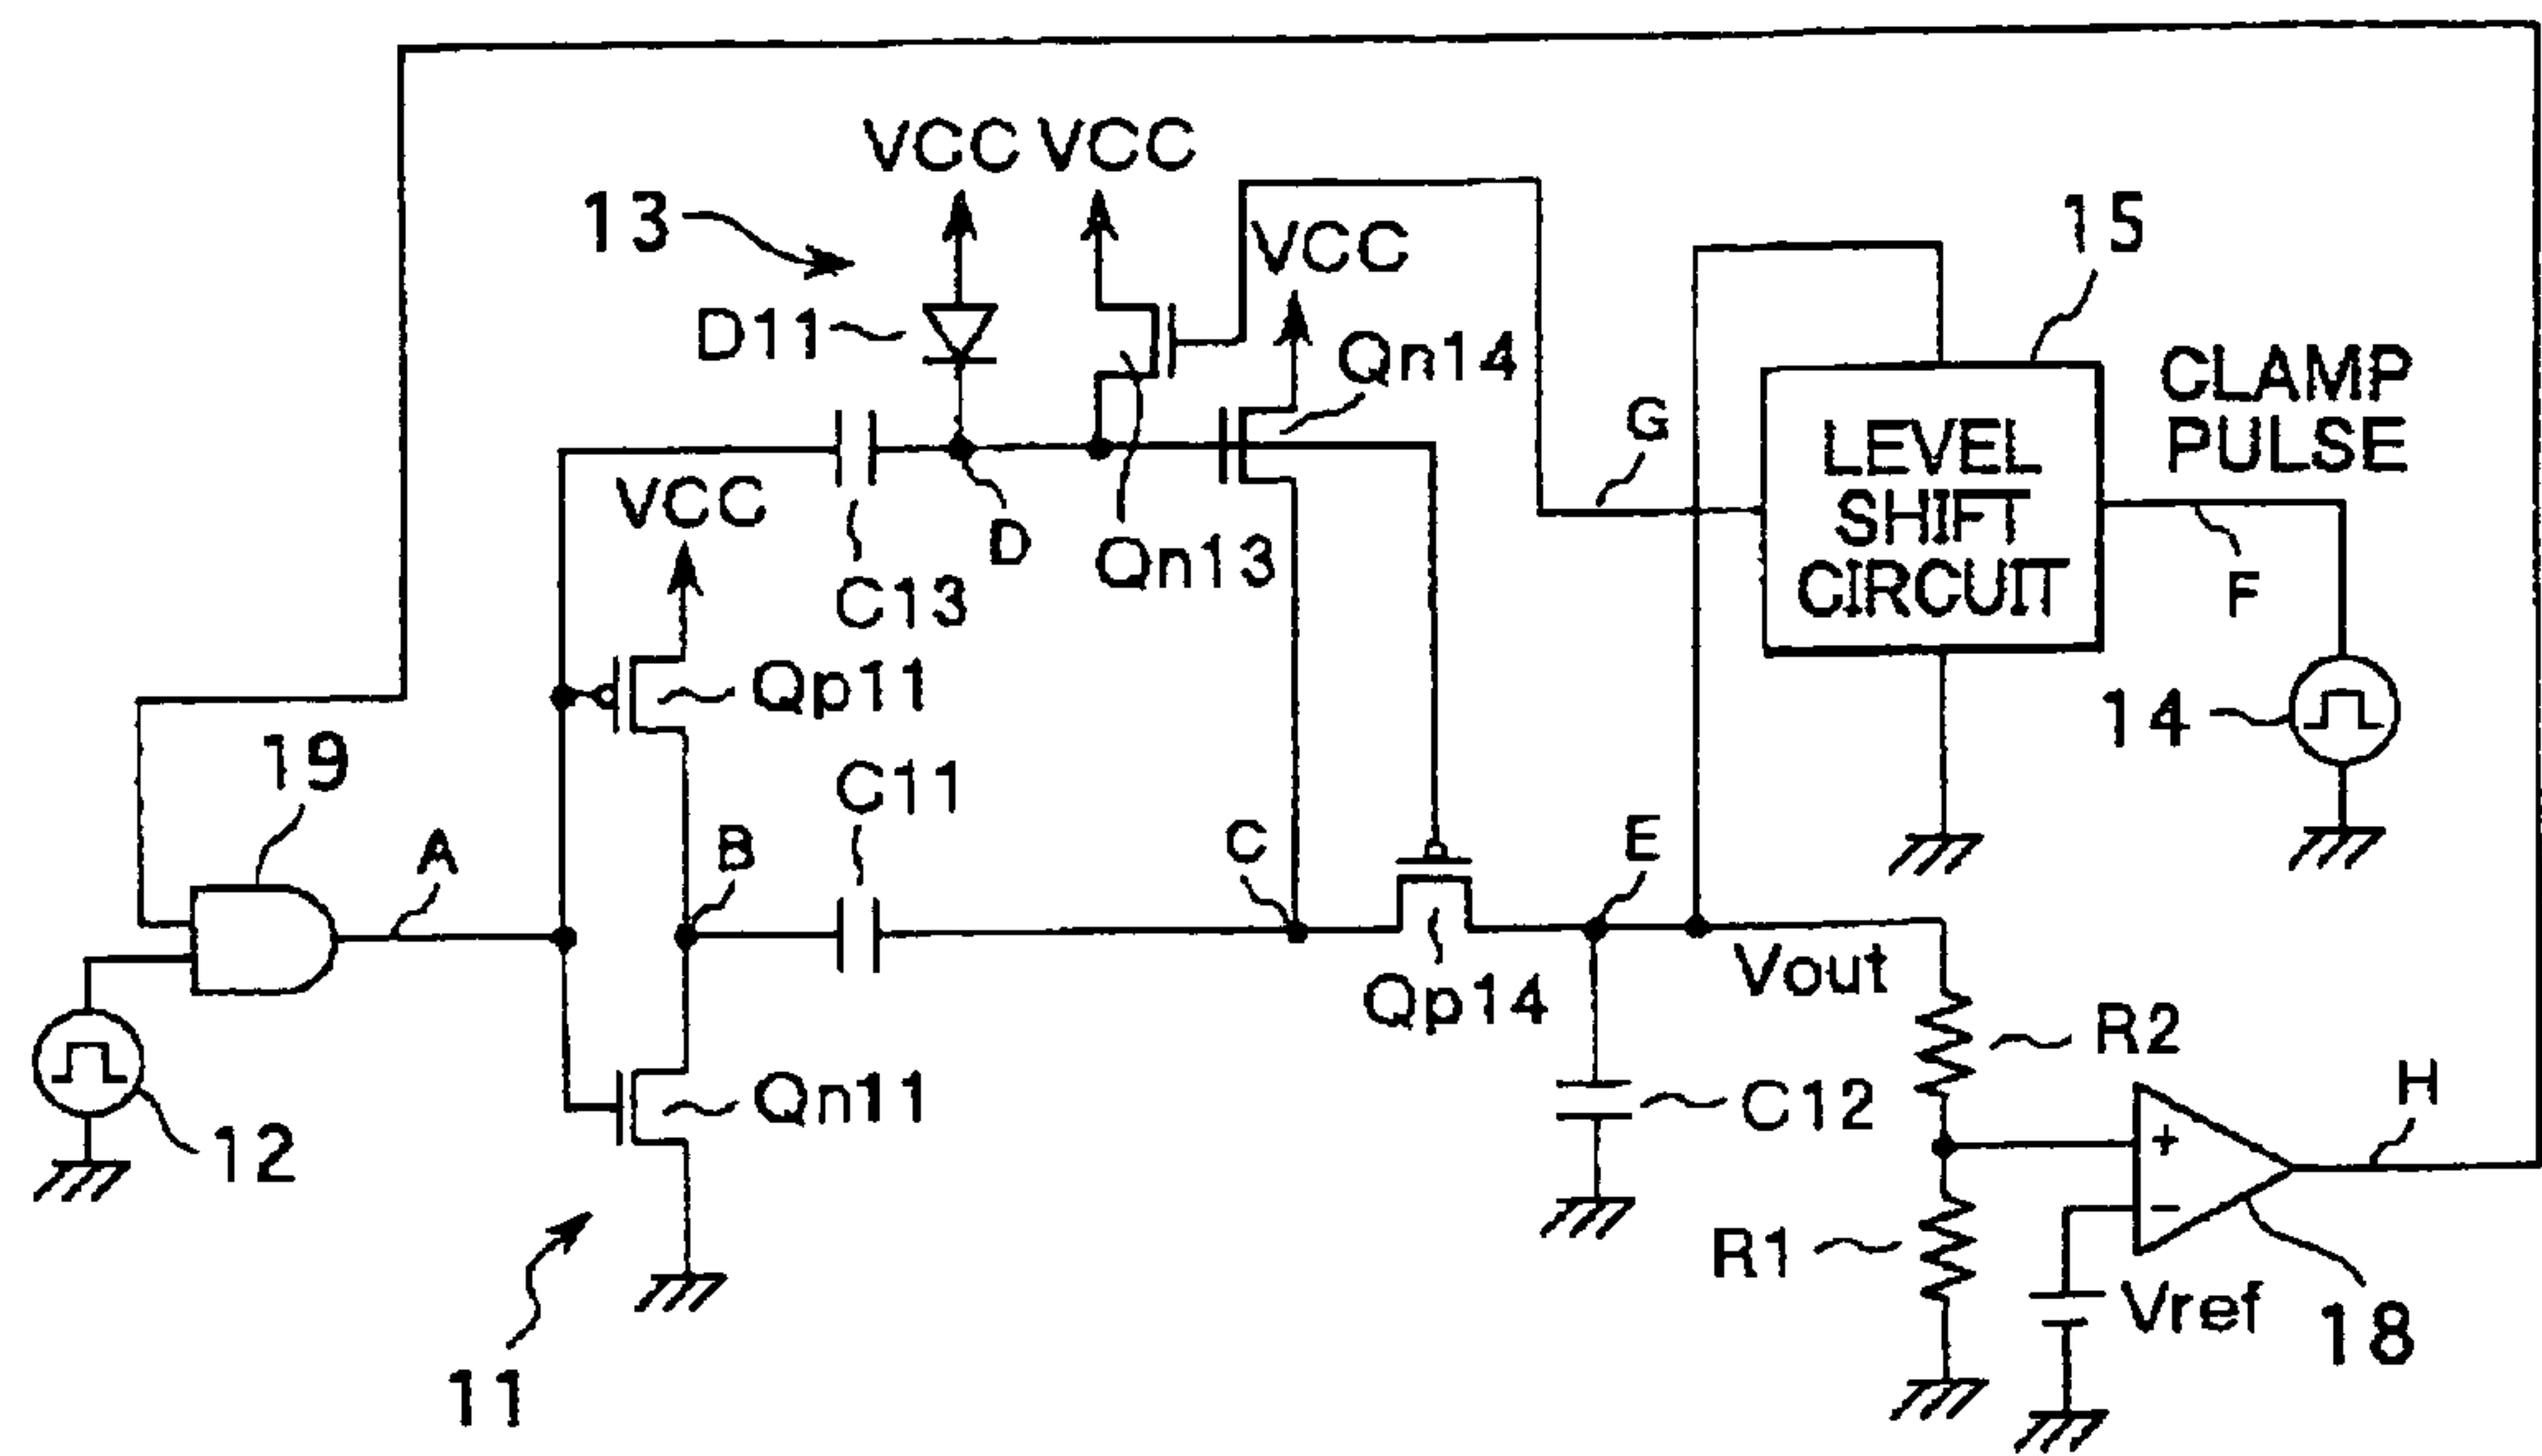 VCC VCC
13
VCC
15
D11
Qn14
CLAMP
PULSE
G
LEVEL
SHIFT
CIRCUIT
VCC
D
Qn13
F
C13
Qp11
14
19
C11
A
B
C
E
Vout
Qp14
R2
12
Qn11
C12
H
+
−
R1
Vref
18
11